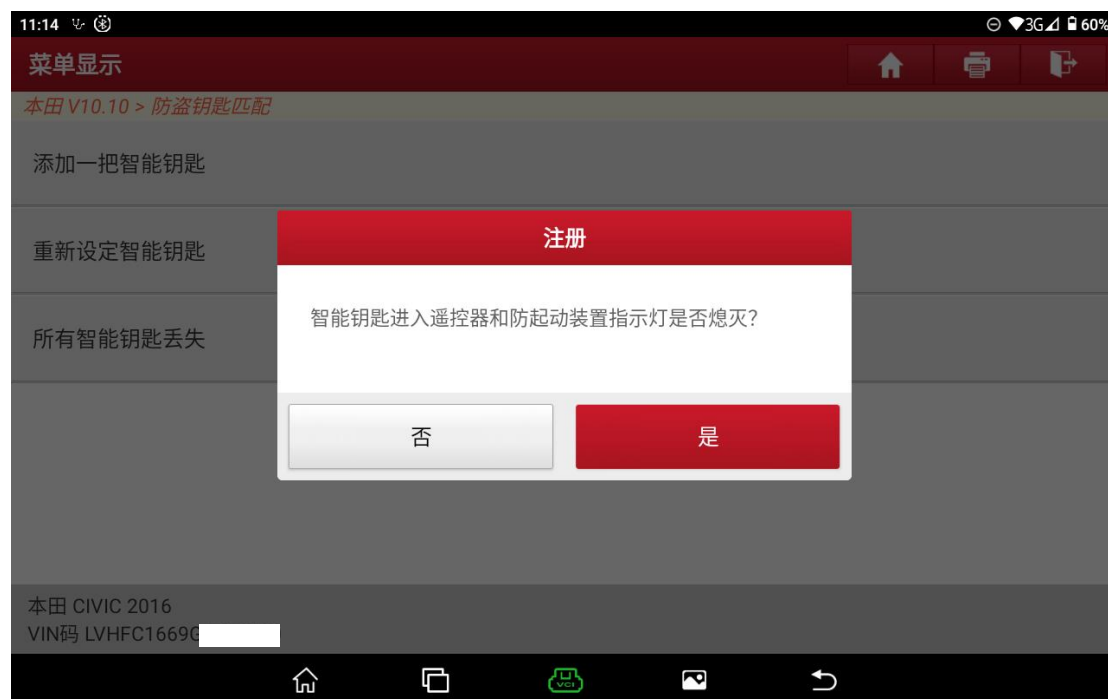 11:14 3G 60%
菜单显示
本田 V10.10 > 防盗钥匙匹配
添加一把智能钥匙
重新设定智能钥匙
所有智能钥匙丢失
注册
智能钥匙进入遥控器和防起动装置指示灯是否熄灭?
否 是
本田 CIVIC 2016
VIN码 LVHFC1669G
VCI